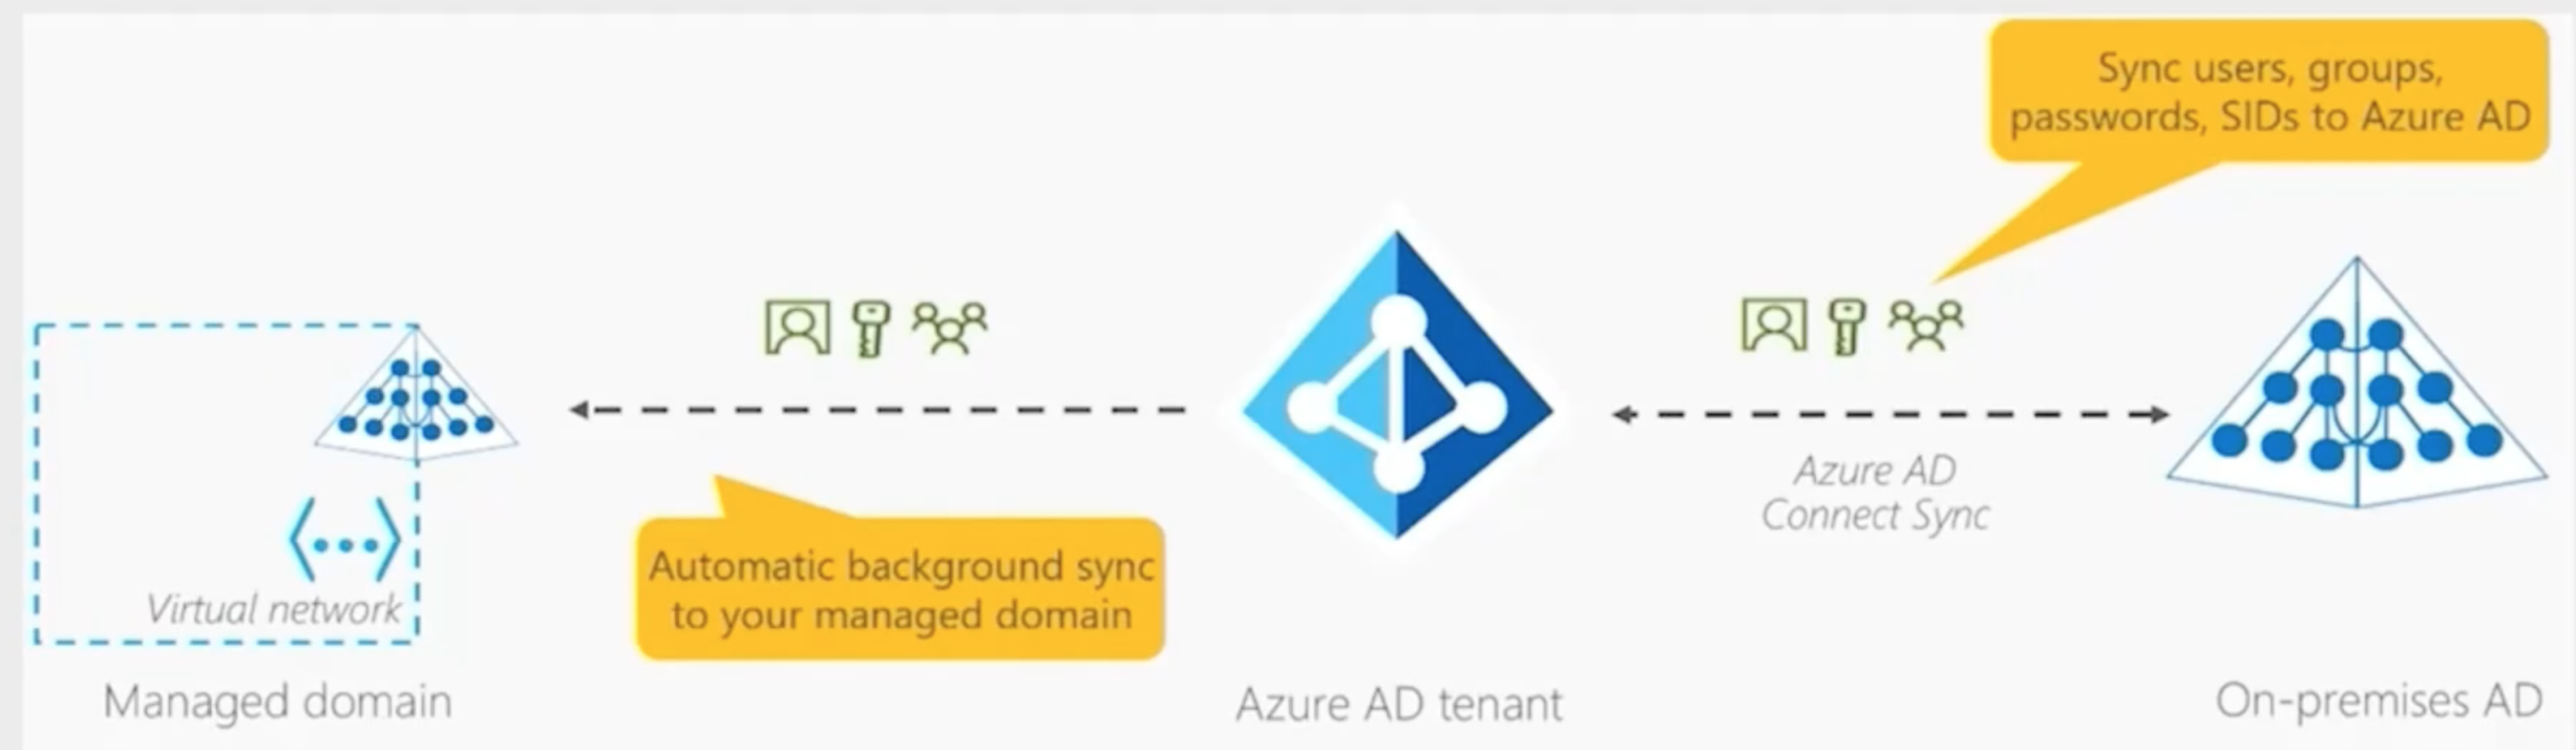 Sync users, groups,
passwords, SIDs to Azure AD
Azure AD
Connect Sync
Automatic background sync
to your managed domain
Virtual network
Managed domain
Azure AD tenant
On-premises AD